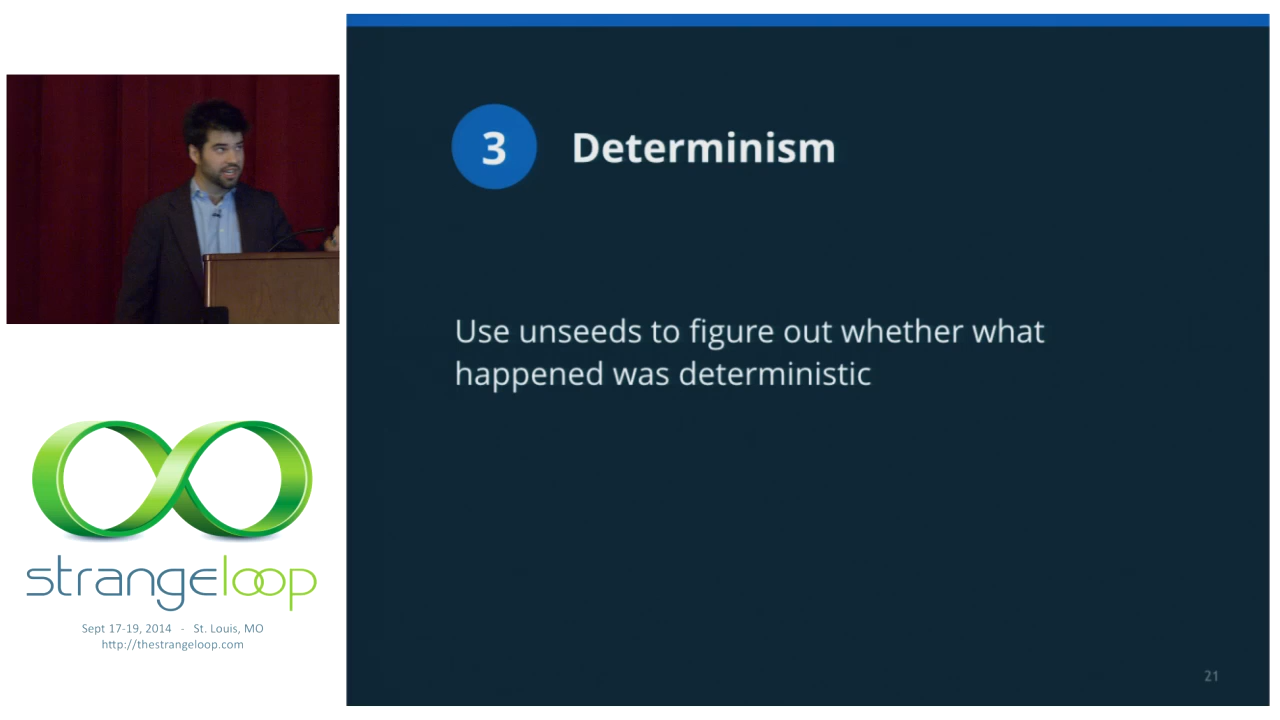 3 Determinism
Use unseeds to figure out whether what
happened was deterministic
strangeloop
Sept 17-19, 2014 - St. Louis, MO
http://thestrangeloop.com
21